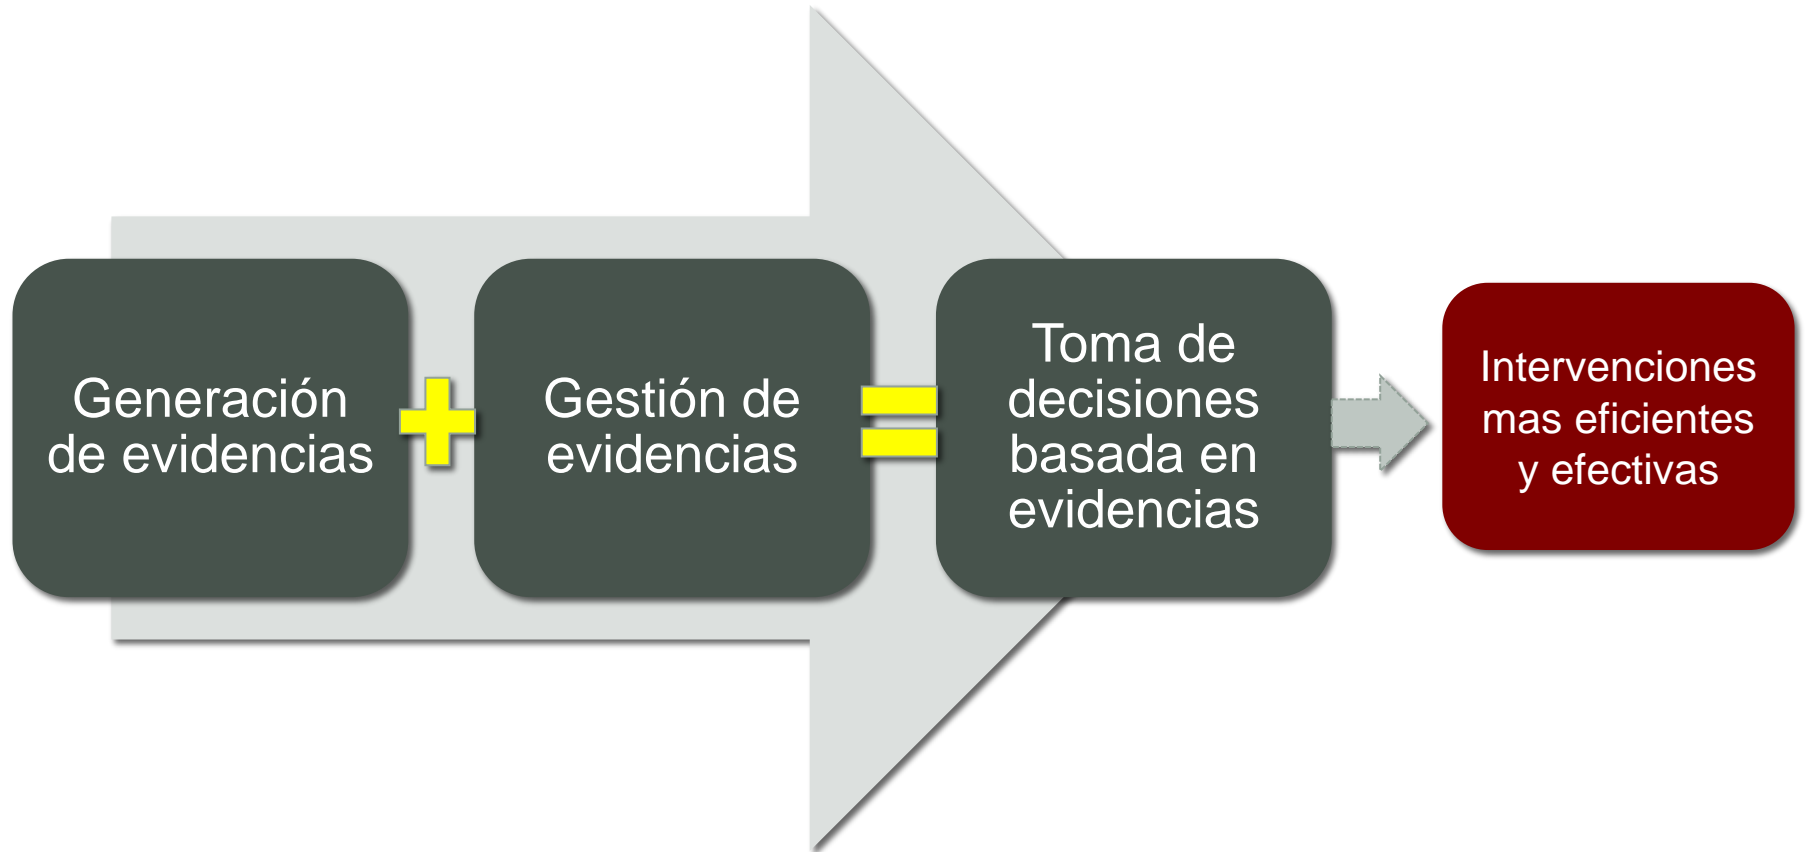 Generación
de evidencias
Gestión de
evidencias
Toma de
decisiones
basada en
evidencias
Intervenciones
mas eficientes
y efectivas